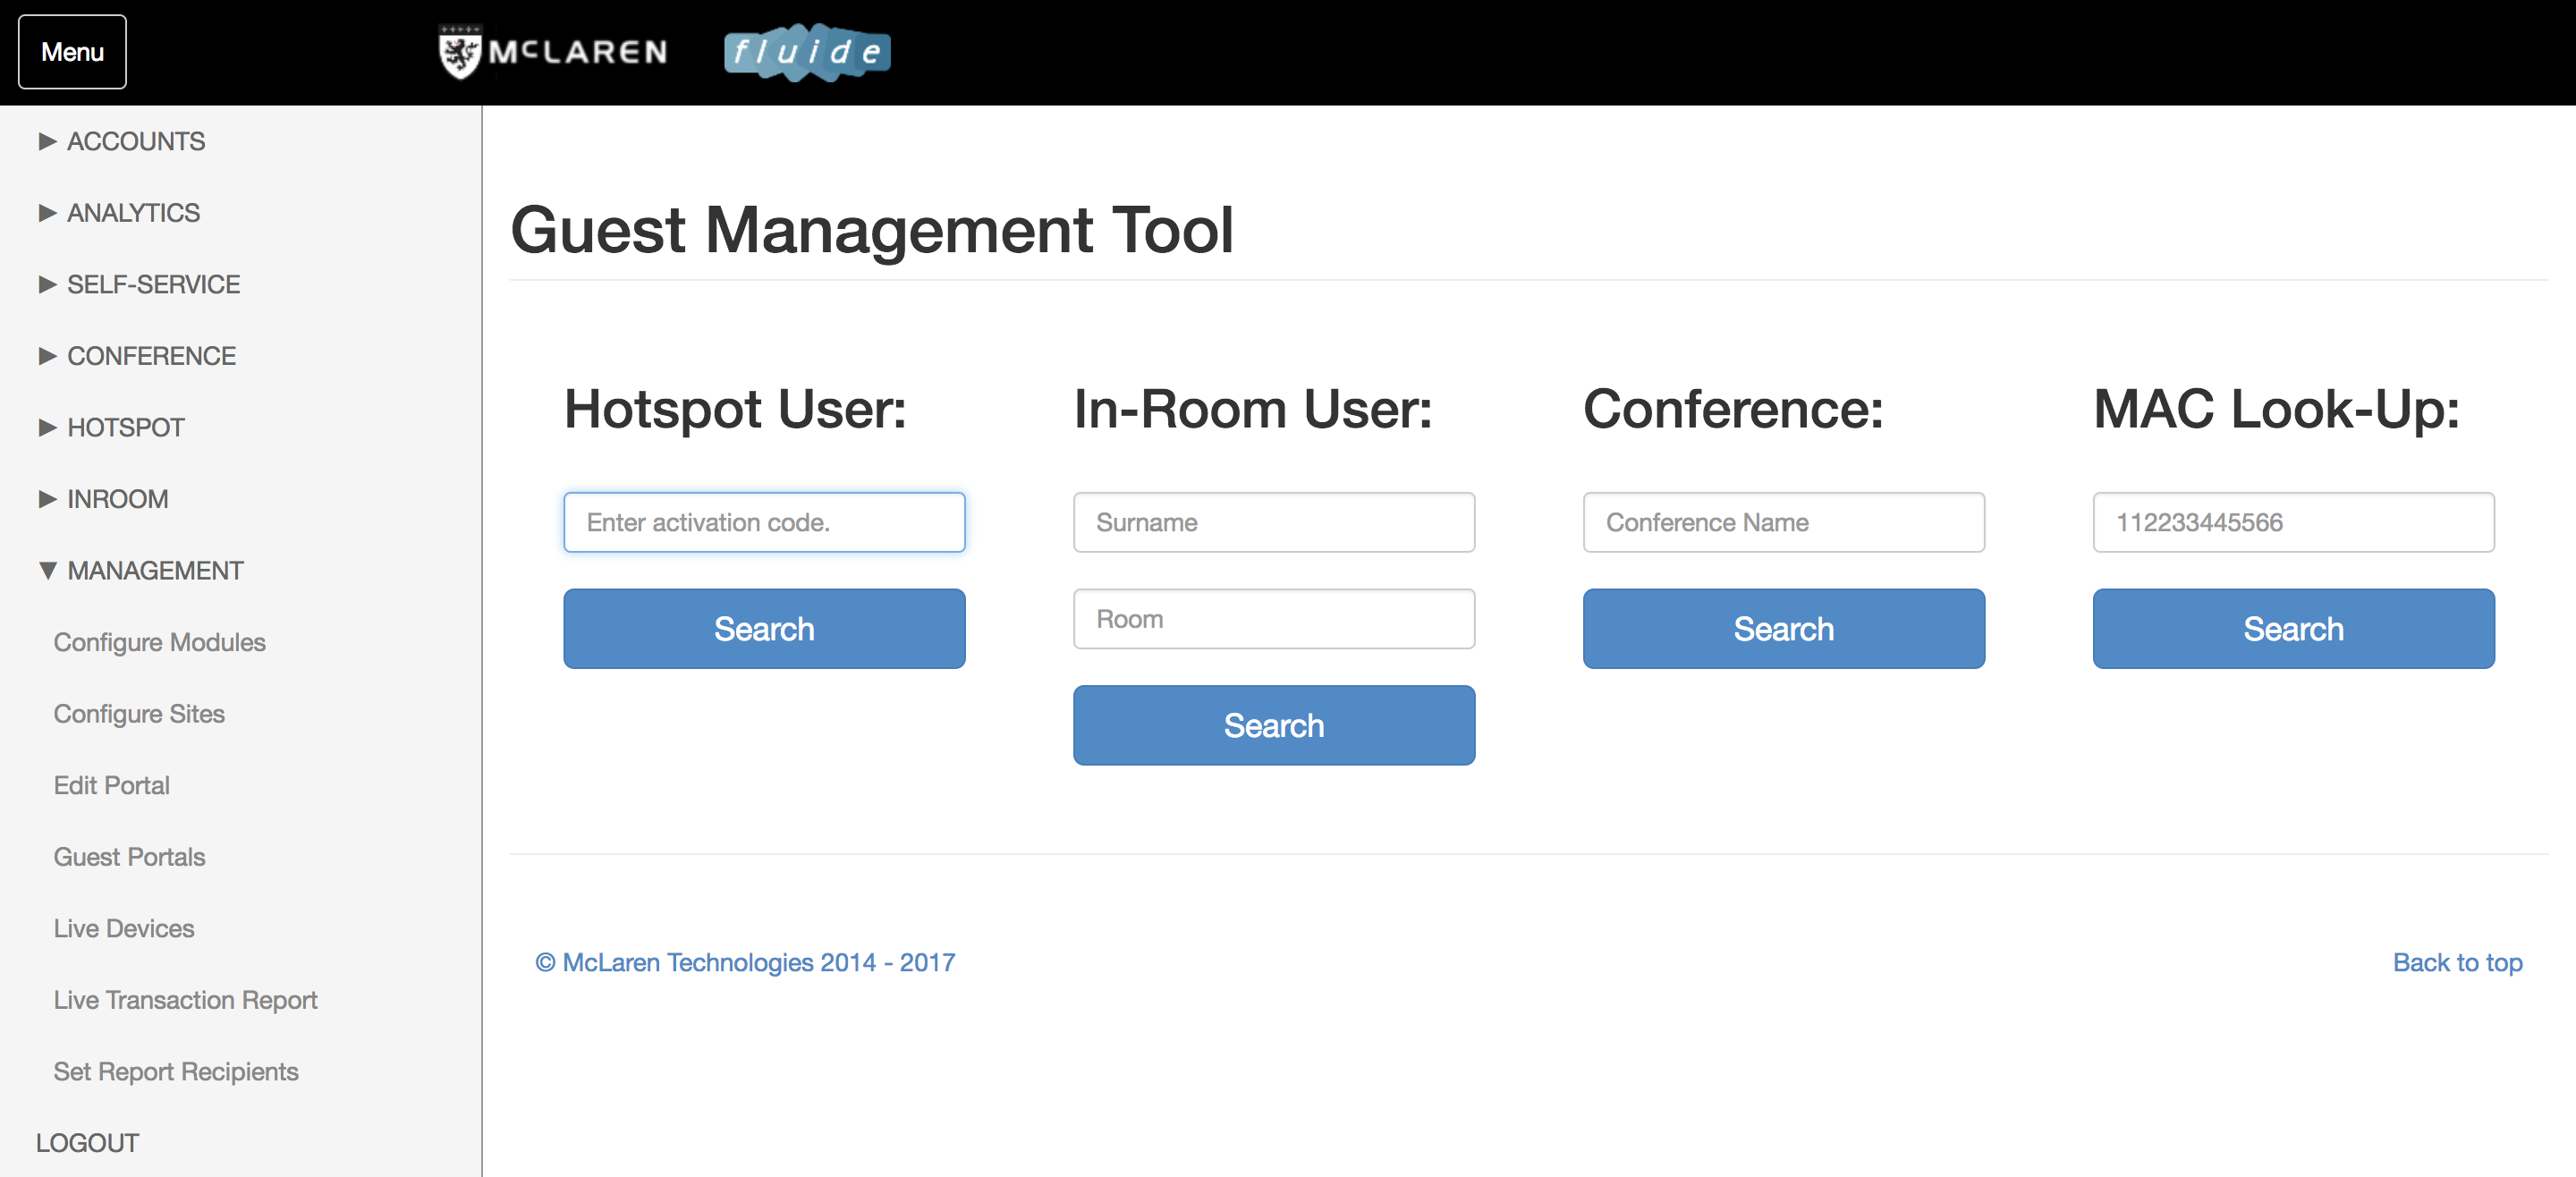 Menu
McLAREN
fluide
► ACCOUNTS
► ANALYTICS
► SELF-SERVICE
► CONFERENCE
► HOTSPOT
► INROOM
▼ MANAGEMENT
Configure Modules
Configure Sites
Edit Portal
Guest Portals
Live Devices
Live Transaction Report
Set Report Recipients
LOGOUT
Guest Management Tool
Hotspot User:
Enter activation code.
Search
In-Room User:
Surname
Room
Search
Conference:
Conference Name
Search
MAC Look-Up:
112233445566
Search
© McLaren Technologies 2014 - 2017
Back to top